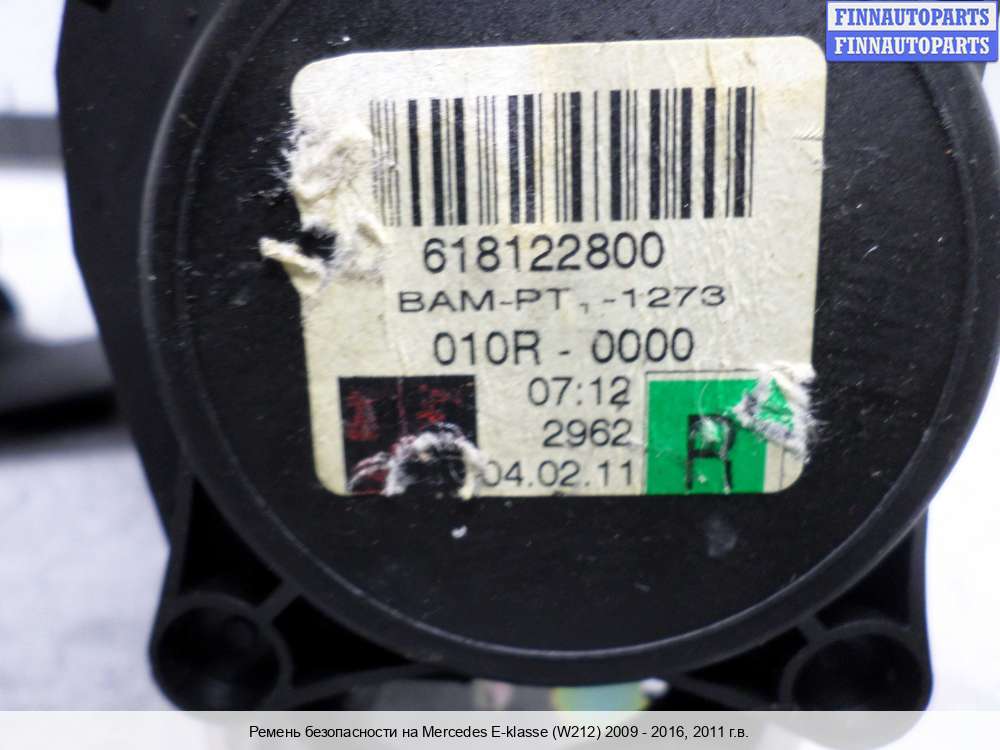 FINNAUTOPARTS
FINNAUTOPARTS
618122800
BAM-PT1-1273
010R - 0000
07:12
2962
04.02.11
R
Ремень безопасности на Mercedes E-klasse (W212) 2009 - 2016, 2011 г.в.